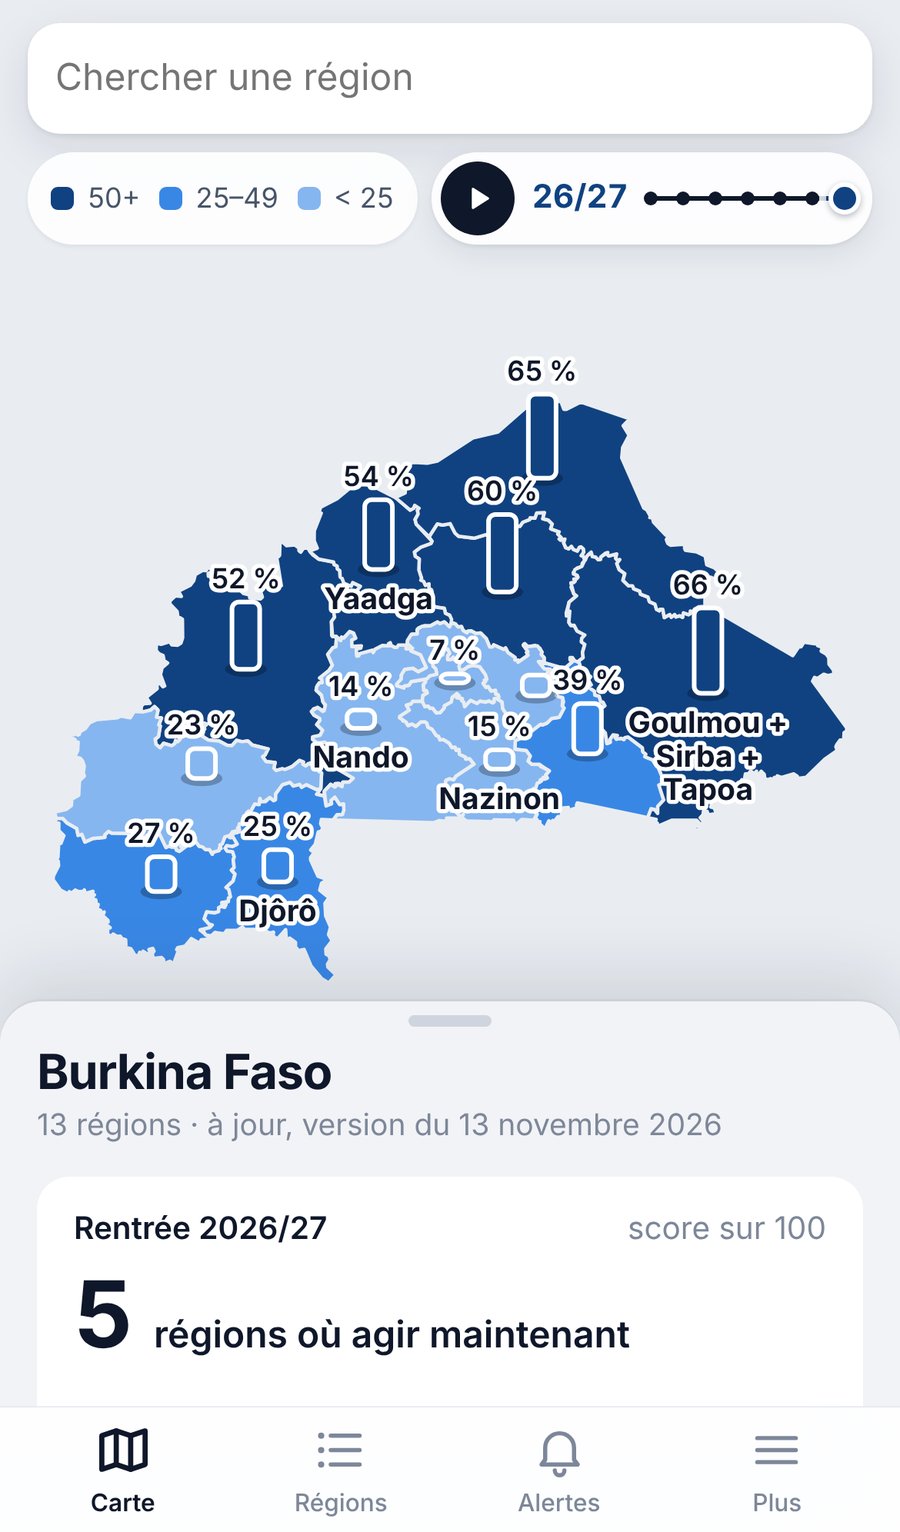 Chercher une région
50+ 25–49 < 25
26/27
65 %
54 %
60 %
52 %
66 %
Yaadga
7 %
14 %
39 %
23 %
15 %
Goulmou +
Sirba +
Tapoa
Nando
Nazinon
27 %
25 %
Djôrô
Burkina Faso
13 régions · à jour, version du 13 novembre 2026
Rentrée 2026/27
score sur 100
5 régions où agir maintenant
Carte
Régions
Alertes
Plus